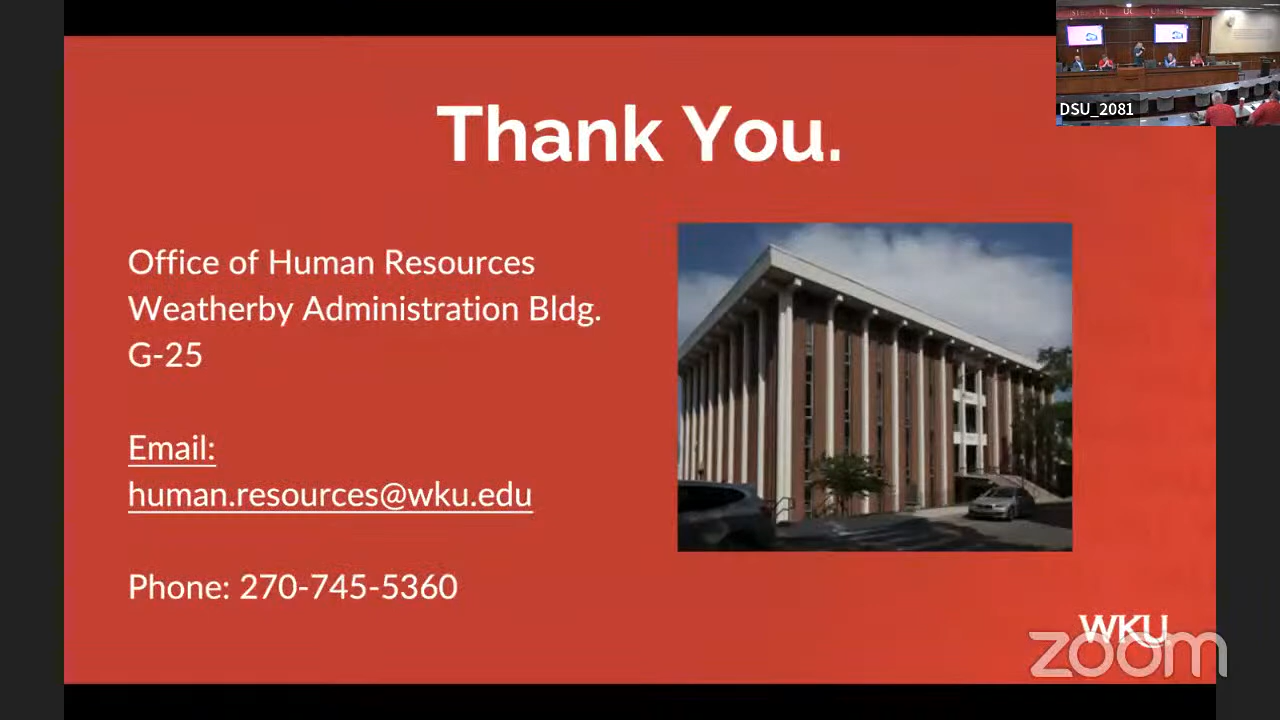 Thank You.
DSU_2081
Office of Human Resources
Weatherby Administration Bldg.
G-25
Email:
human.resources@wku.edu
Phone: 270-745-5360
WKU
zoom